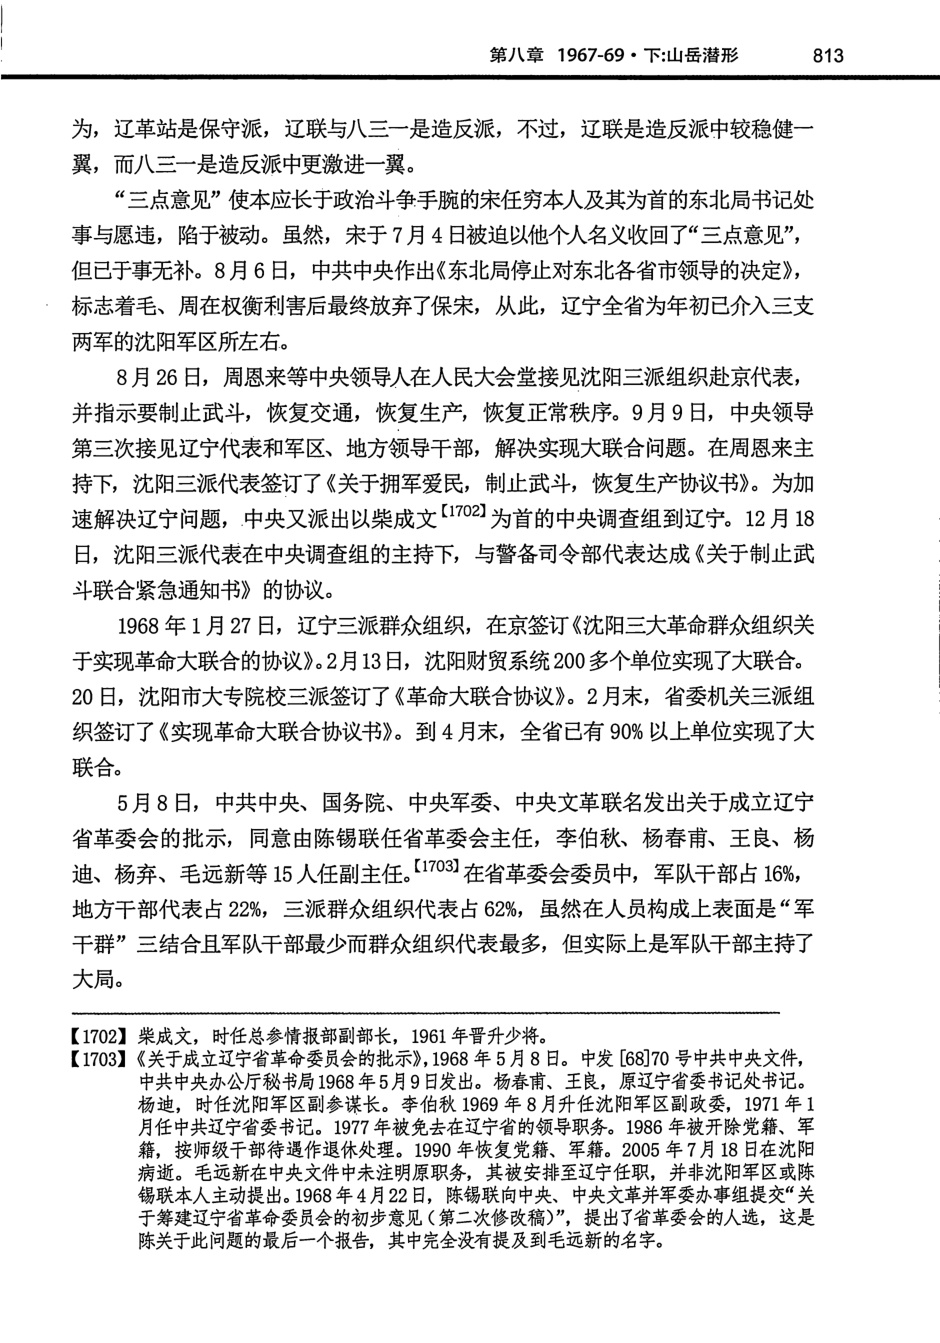 第八章 1967-69·下:山岳潜形 813
为，辽革站是保守派，辽联与八三一是造反派，不过，辽联是造反派中较稳健一
翼，而八三一是造反派中更激进一翼。
“三点意见”使本应长于政治斗争手腕的宋任穷本人及其为首的东北局书记处
事与愿违，陷于被动。虽然，宋于7月4日被迫以他个人名义收回了“三点意见”，
但已于事无补。8月6日，中共中央作出《东北局停止对东北各省市领导的决定》，
标志着毛、周在权衡利害后最终放弃了保宋，从此，辽宁全省为年初已介入三支
两军的沈阳军区所左右。
8月26日，周恩来等中央领导人在人民大会堂接见沈阳三派组织赴京代表，
并指示要制止武斗，恢复交通，恢复生产，恢复正常秩序。9月9日，中央领导
第三次接见辽宁代表和军区、地方领导干部，解决实现大联合问题。在周恩来主
持下，沈阳三派代表签订了《关于拥军爱民，制止武斗，恢复生产协议书》。为加
速解决辽宁问题，中央又派出以柴成文【1702】为首的中央调查组到辽宁。12月18
日，沈阳三派代表在中央调查组的主持下，与警备司令部代表达成《关于制止武
斗联合紧急通知书》的协议。
1968年1月27日，辽宁三派群众组织，在京签订《沈阳三大革命群众组织关
于实现革命大联合的协议》。2月13日，沈阳财贸系统200多个单位实现了大联合。
20日，沈阳市大专院校三派签订了《革命大联合协议》。2月末，省委机关三派组
织签订了《实现革命大联合协议书》。到4月末，全省已有90%以上单位实现了大
联合。
5月8日，中共中央、国务院、中央军委、中央文革联名发出关于成立辽宁
省革委会的批示，同意由陈锡联任省革委会主任，李伯秋、杨春甫、王良、杨
迪、杨弃、毛远新等15人任副主任。【1703】在省革委会委员中，军队干部占16%，
地方干部代表占22%，三派群众组织代表占62%，虽然在人员构成上表面是“军
干群”三结合且军队干部最少而群众组织代表最多，但实际上是军队干部主持了
大局。
【1702】柴成文，时任总参情报部副部长，1961年晋升少将。
【1703】《关于成立辽宁省革命委员会的批示》，1968年5月8日。中发[68]70号中共中央文件，
中共中央办公厅秘书局1968年5月9日发出。杨春甫、王良，原辽宁省委书记处书记。
杨迪，时任沈阳军区副参谋长。李伯秋1969年8月升任沈阳军区副政委，1971年1
月任中共辽宁省委书记。1977年被免去在辽宁省的领导职务。1986年被开除党籍、军
籍，按师级干部待遇作退休处理。1990年恢复党籍、军籍。2005年7月18日在沈阳
病逝。毛远新在中央文件中未注明原职务，其被安排至辽宁任职，并非沈阳军区或陈
锡联本人主动提出。1968年4月22日，陈锡联向中央、中央文革并军委办事组提交“关
于筹建辽宁省革命委员会的初步意见（第二次修改稿）”，提出了省革委会的人选，这是
陈关于此问题的最后一个报告，其中完全没有提及到毛远新的名字。